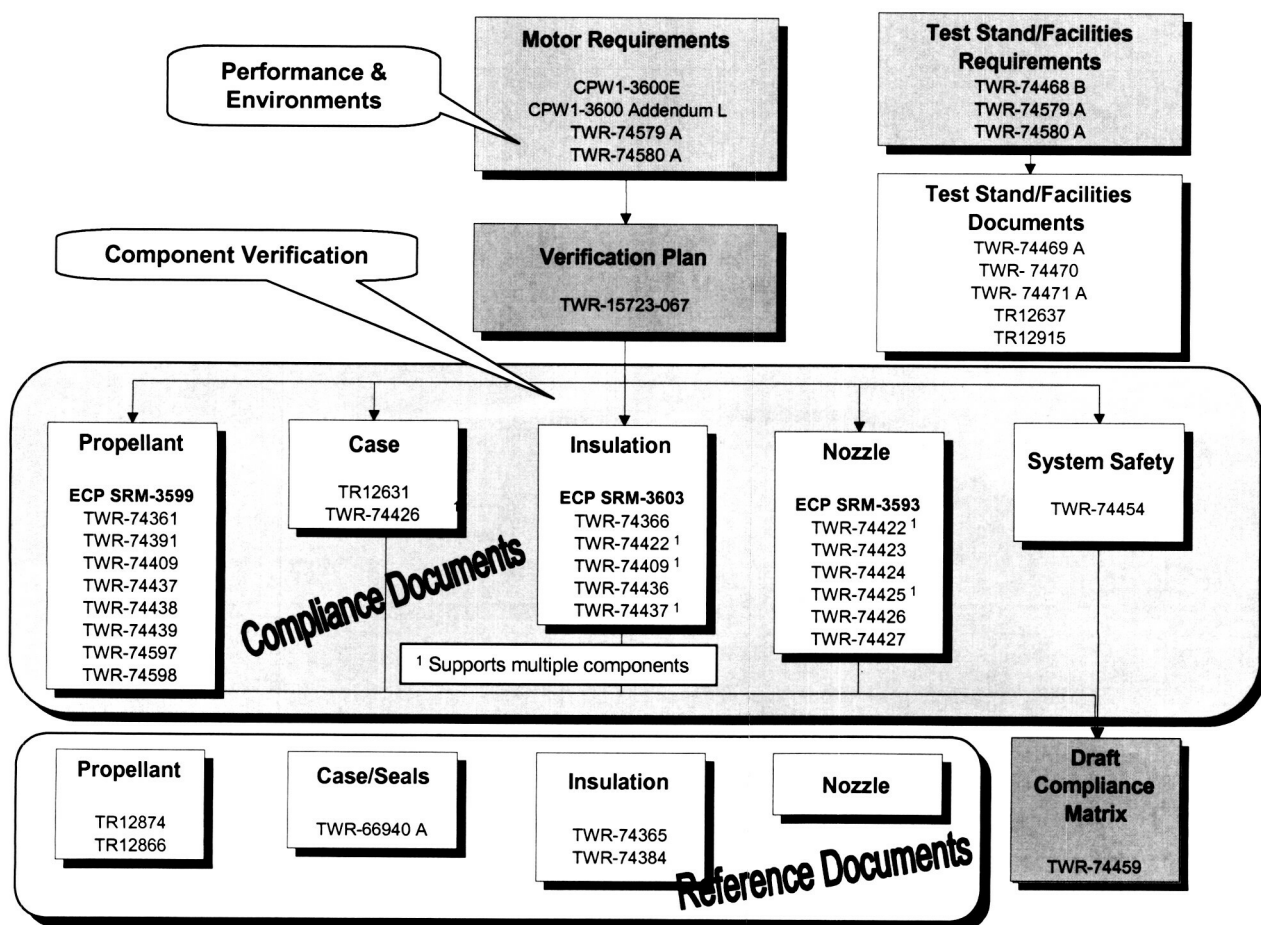 Performance &
Environments
Motor Requirements
CPW1-3600E
CPW1-3600 Addendum L
TWR-74579 A
TWR-74580 A
Test Stand/Facilities
Requirements
TWR-74468 B
TWR-74579 A
TWR-74580 A
Test Stand/Facilities
Documents
TWR-74469 A
TWR- 74470
TWR- 74471 A
TR12637
TR12915
Component Verification
Verification Plan
TWR-15723-067
Propellant
ECP SRM-3599
TWR-74361
TWR-74391
TWR-74409
TWR-74437
TWR-74438
TWR-74439
TWR-74597
TWR-74598
Case
TR12631
TWR-74426 1
Insulation
ECP SRM-3603
TWR-74366
TWR-74422 1
TWR-74409 1
TWR-74436
TWR-74437 1
Nozzle
ECP SRM-3593
TWR-74422 1
TWR-74423
TWR-74424
TWR-74425 1
TWR-74426
TWR-74427
System Safety
TWR-74454
Compliance Documents
1 Supports multiple components
Propellant
TR12874
TR12866
Case/Seals
TWR-66940 A
Insulation
TWR-74365
TWR-74384
Nozzle
Reference Documents
Draft
Compliance
Matrix
TWR-74459